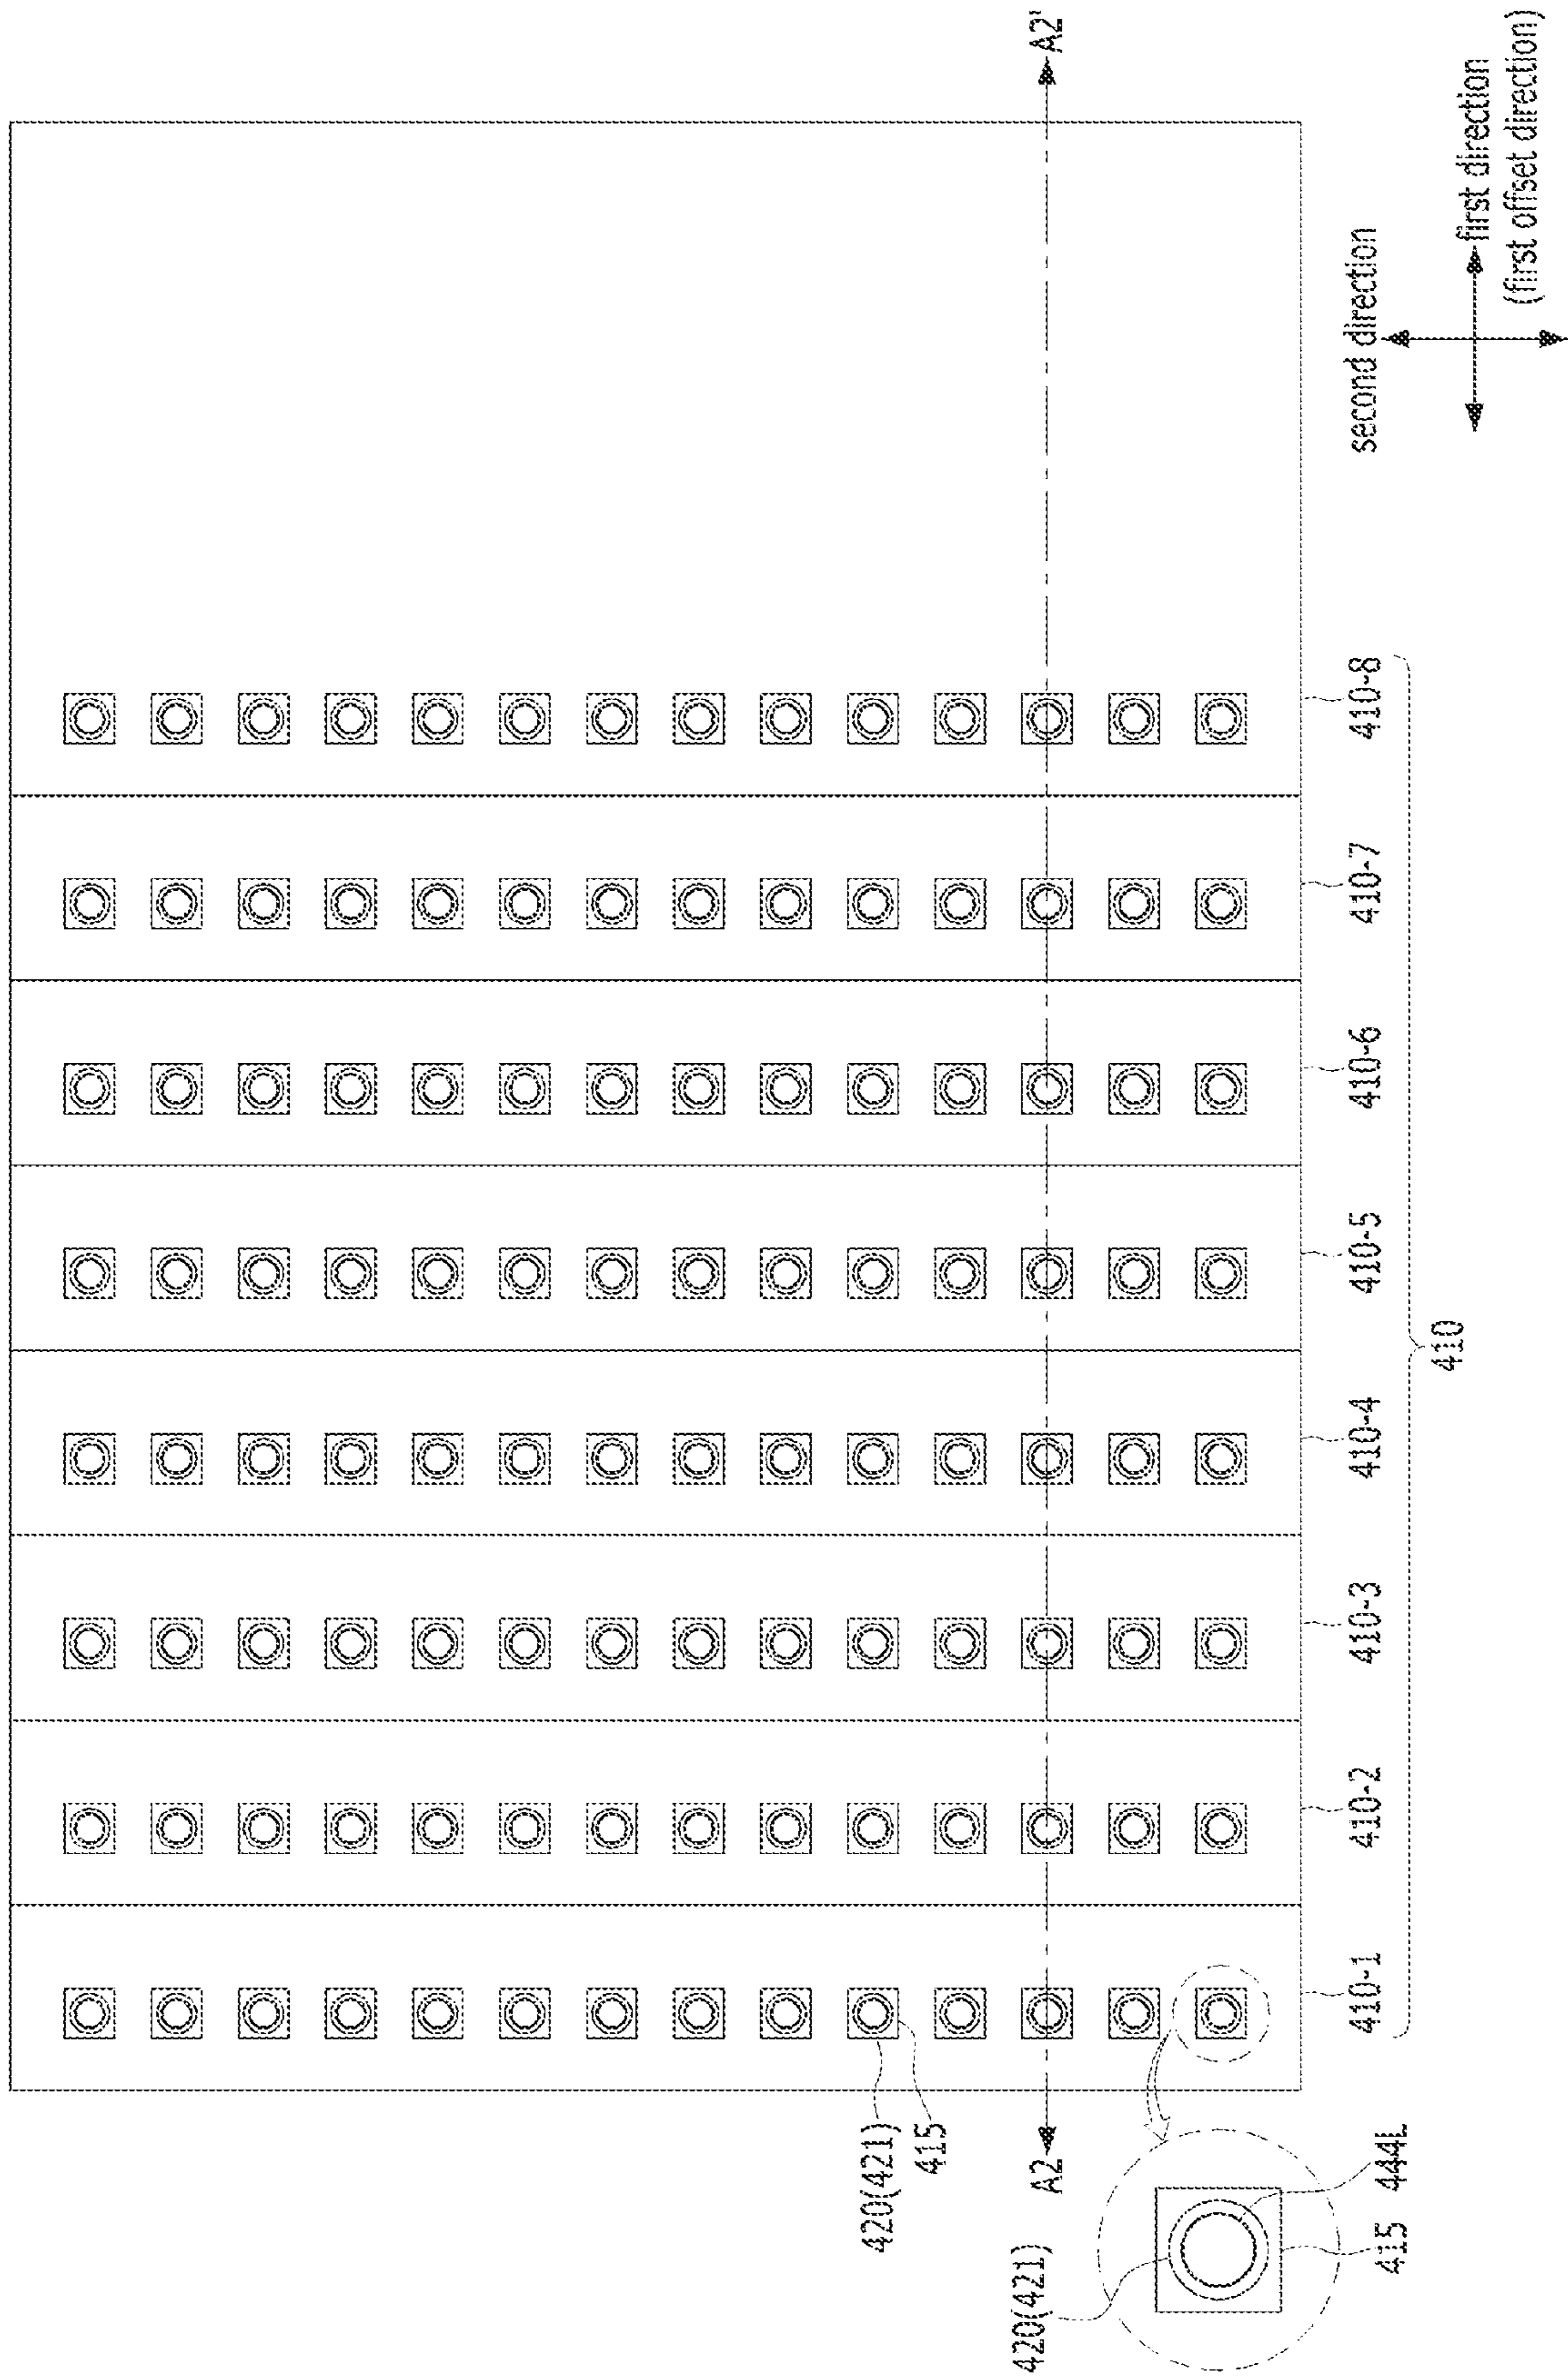 A2'
second direction
first direction
(first offset direction)
410-1
410-2
410-3
410-4
410-5
410-6
410-7
410-8
410
420(421)
415
A2
420(421)
415
444L